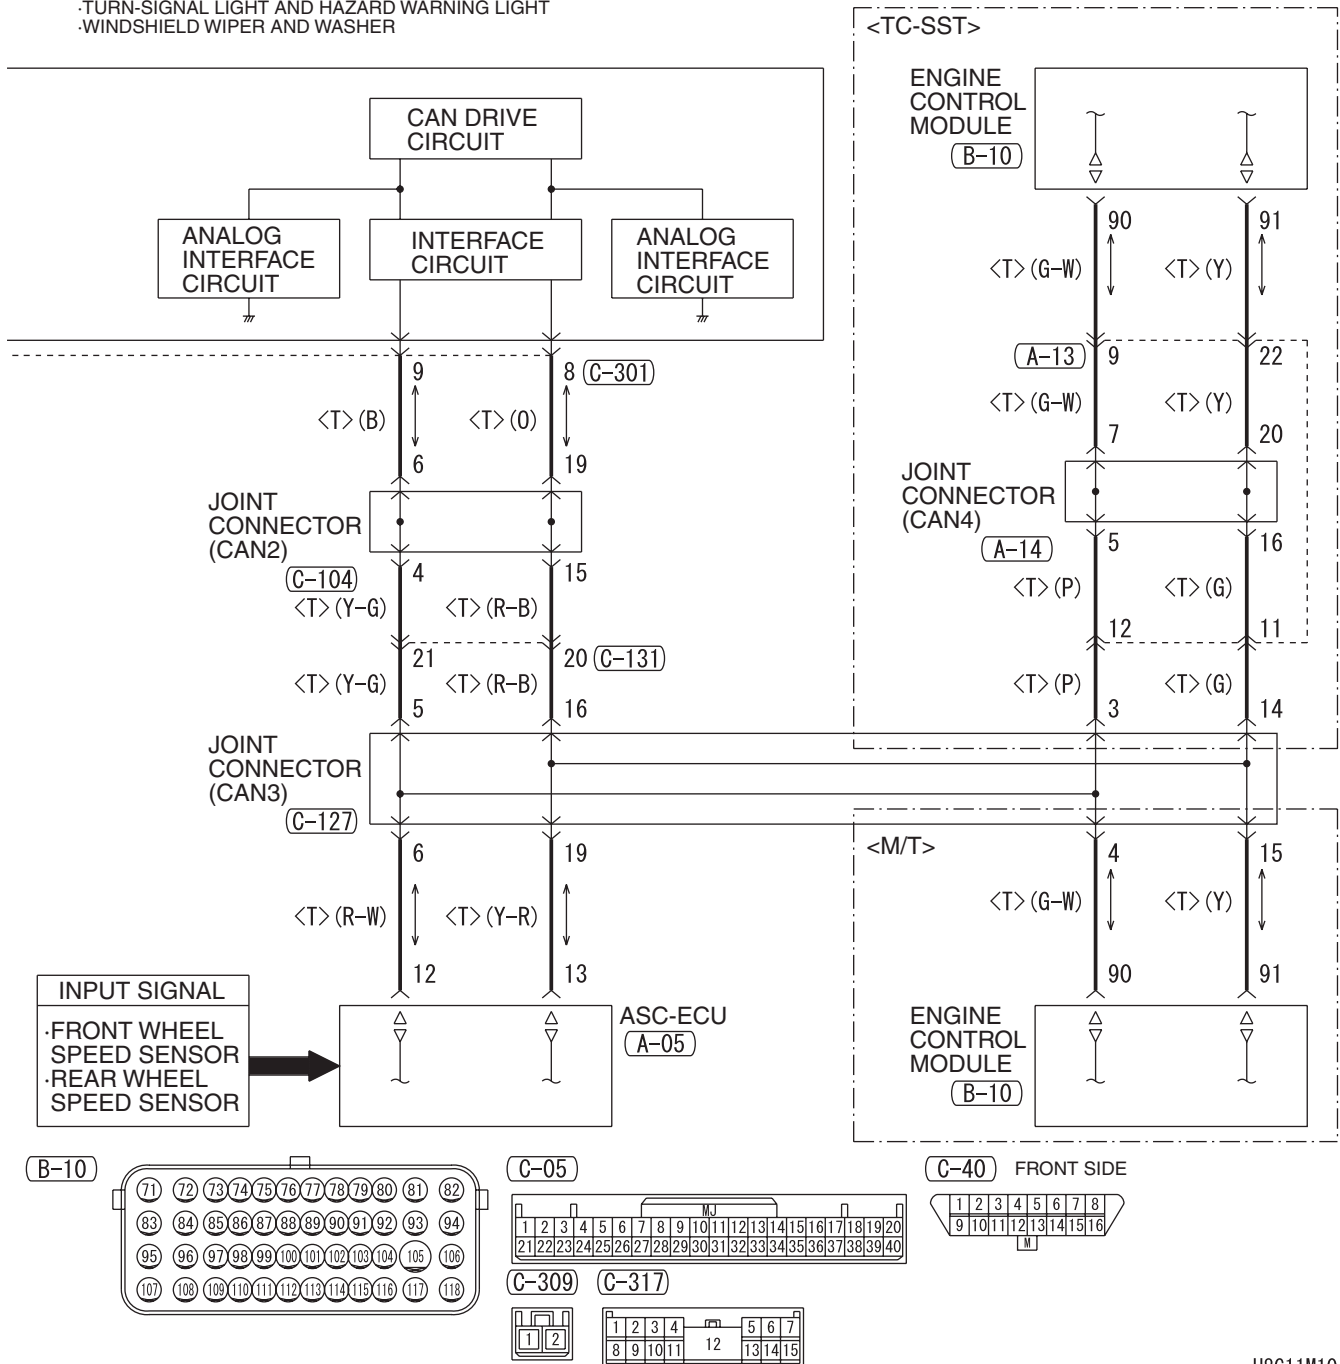 ·TURN-SIGNAL LIGHT AND HAZARD WARNING LIGHT
·WINDSHIELD WIPER AND WASHER
<TC-SST>
ENGINE
CONTROL
MODULE
B-10
CAN DRIVE
CIRCUIT
ANALOG
INTERFACE
CIRCUIT
INTERFACE
CIRCUIT
ANALOG
INTERFACE
CIRCUIT
90 91
<T>(G-W) <T>(Y)
A-13 9 22
<T>(G-W) <T>(Y)
7 20
9 8 C-301
<T>(B) <T>(O)
6 19
JOINT
CONNECTOR
(CAN2)
C-104
4 15
<T>(Y-G) <T>(R-B)
21 20 C-131
<T>(Y-G) <T>(R-B)
5 16
JOINT
CONNECTOR
(CAN4)
A-14
5 16
<T>(P) <T>(G)
12 11
<T>(P) <T>(G)
3 14
JOINT
CONNECTOR
(CAN3)
C-127
6 19
<T>(R-W) <T>(Y-R)
12 13
<M/T>
4 15
<T>(G-W) <T>(Y)
90 91
INPUT SIGNAL
·FRONT WHEEL
SPEED SENSOR
·REAR WHEEL
SPEED SENSOR
ASC-ECU
A-05
ENGINE
CONTROL
MODULE
B-10
B-10
71 72 73 74 75 76 77 78 79 80 81 82
83 84 85 86 87 88 89 90 91 92 93 94
95 96 97 98 99 100 101 102 103 104 105 106
107 108 109 110 111 112 113 114 115 116 117 118
C-05
MJ
1 2 3 4 5 6 7 8 9 10 11 12 13 14 15 16 17 18 19 20
21 22 23 24 25 26 27 28 29 30 31 32 33 34 35 36 37 38 39 40
C-40 FRONT SIDE
1 2 3 4 5 6 7 8
9 10 11 12 13 14 15 16
M
C-309
1 2
C-317
1 2 3 4 5 6 7
8 9 10 11 12 13 14 15